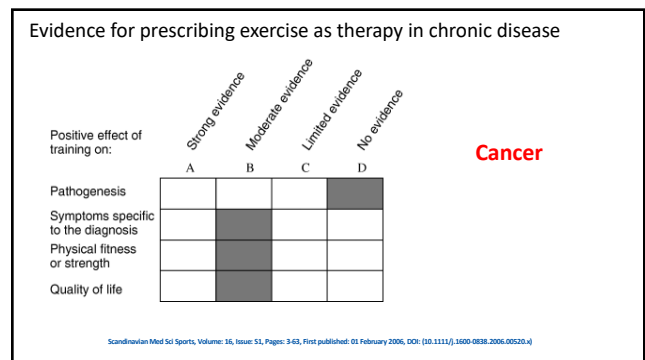 Evidence for prescribing exercise as therapy in chronic disease
Strong evidence
Moderate evidence
Limited evidence
No evidence
Positive effect of
training on:
A B C D
Cancer
Pathogenesis
Symptoms specific
to the diagnosis
Physical fitness
or strength
Quality of life
Scandinavian Med Sci Sports, Volume: 16, Issue: S1, Pages: 3-63, First published: 01 February 2006, DOI: (10.1111/j.1600-0838.2006.00520.x)